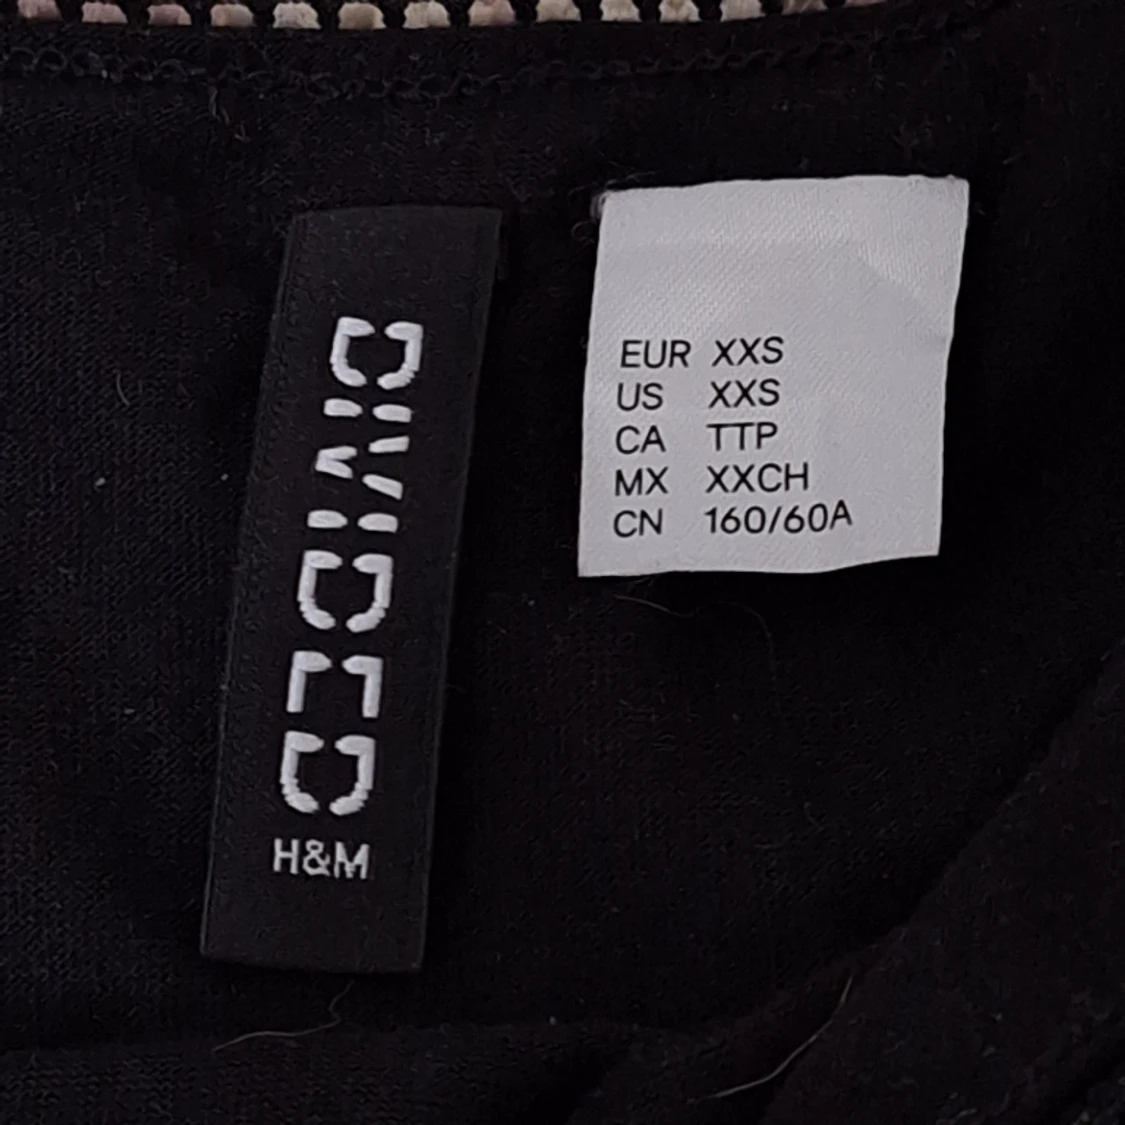 DIVIDED
H&M
EUR XXS
US XXS
CA TTP
MX XXCH
CN 160/60A